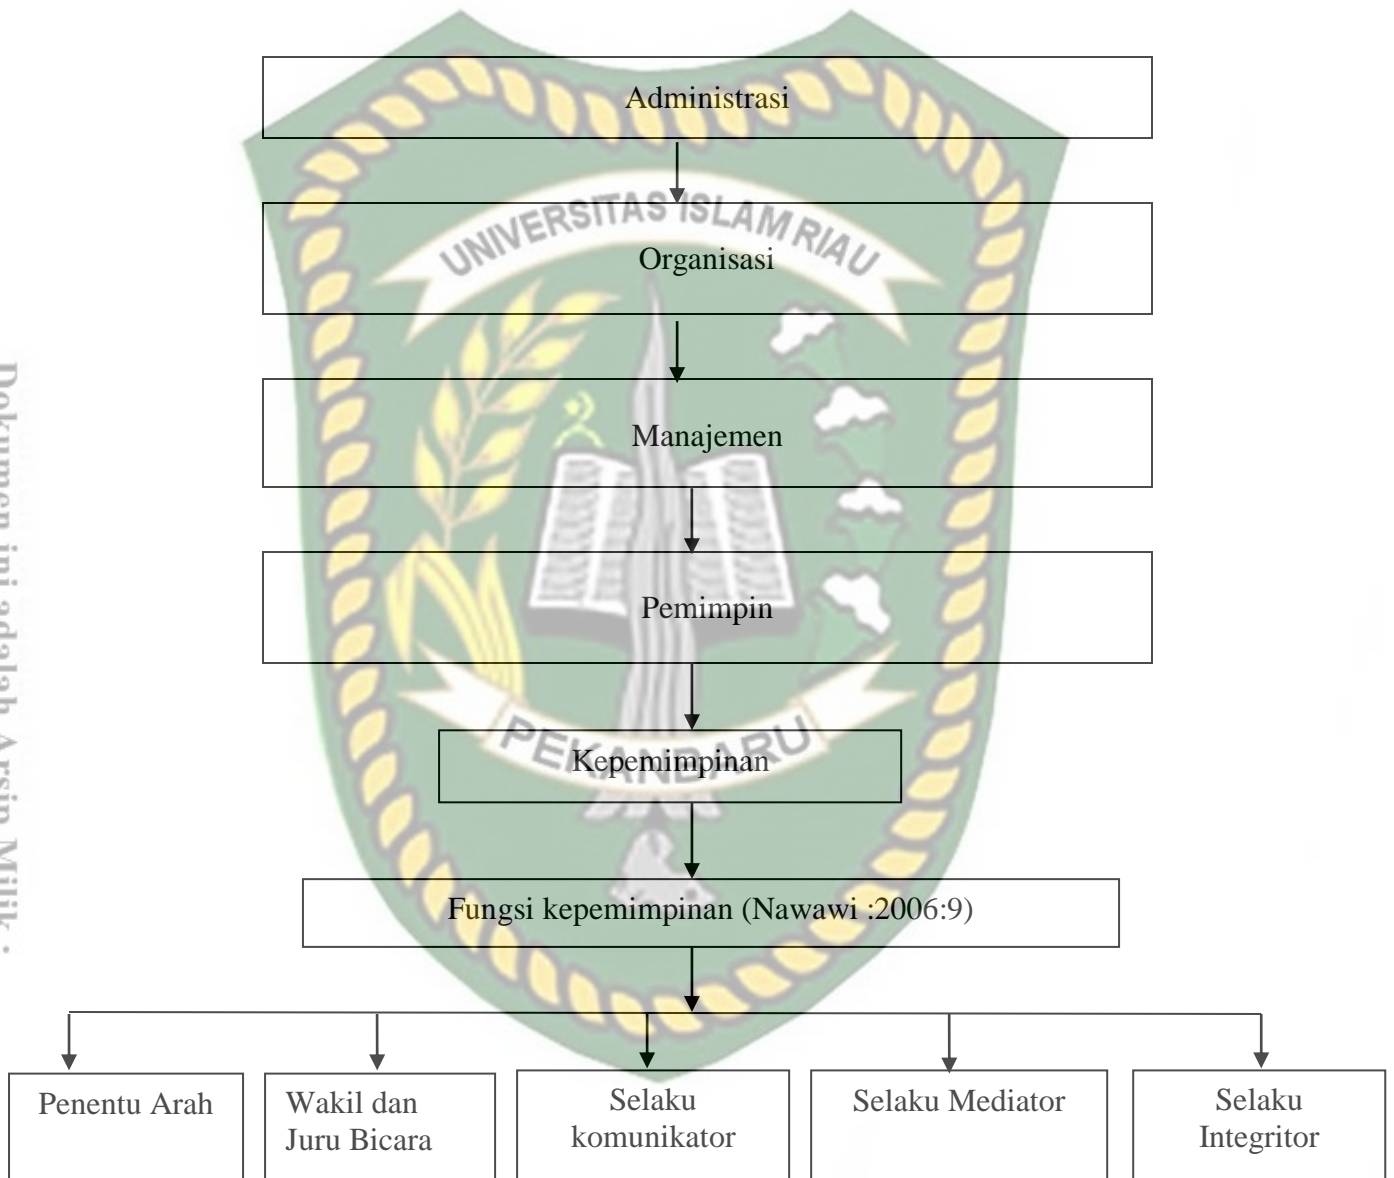 Administrasi
UNIVERSITAS ISLAM RIAU
Organisasi
Manajemen
Pemimpin
PEKANBARU
Kepemimpinan
Fungsi kepemimpinan (Nawawi :2006:9)
Penentu Arah
Wakil dan
Juru Bicara
Selaku
komunikator
Selaku Mediator
Selaku
Integritor
Dokumen ini adalah Arsip Milik :